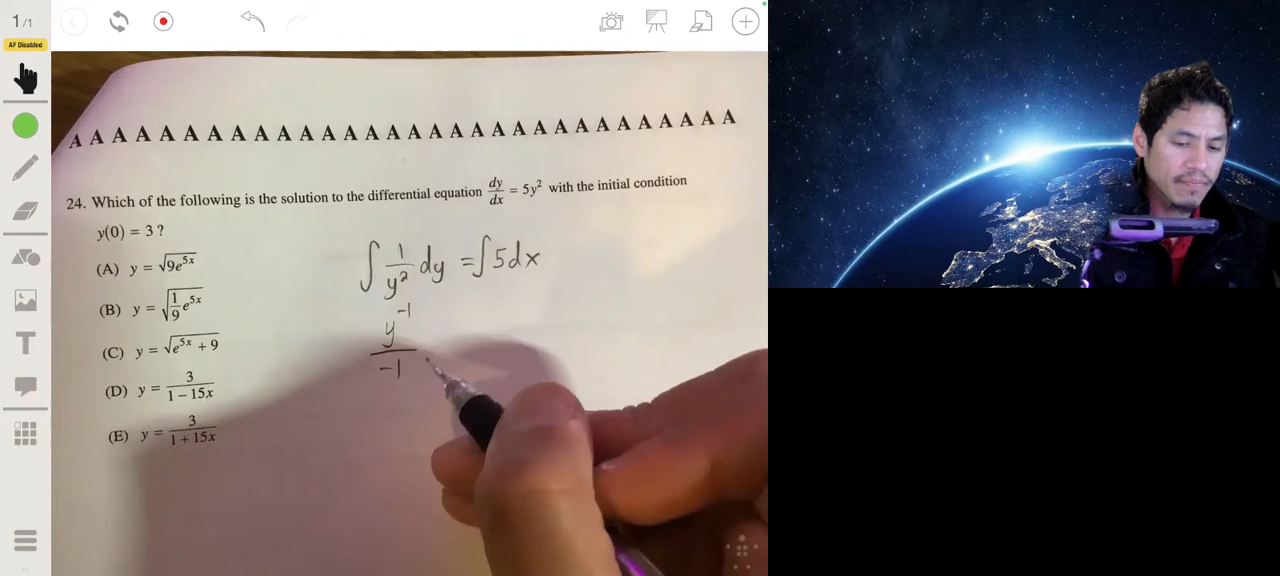 1/1
AF Disabled
A A A A A A A A A A A A A A A A A A A A A A A A A A A A A
24. Which of the following is the solution to the differential equation dy/dx = 5y² with the initial condition
y(0) = 3 ?
(A) y = √9e^5x
(B) y = √1/9 e^5x
(C) y = √e^5x + 9
(D) y = 3/1 − 15x
(E) y = 3/1 + 15x
∫ 1/y² dy = ∫ 5dx
y^-1/-1
T